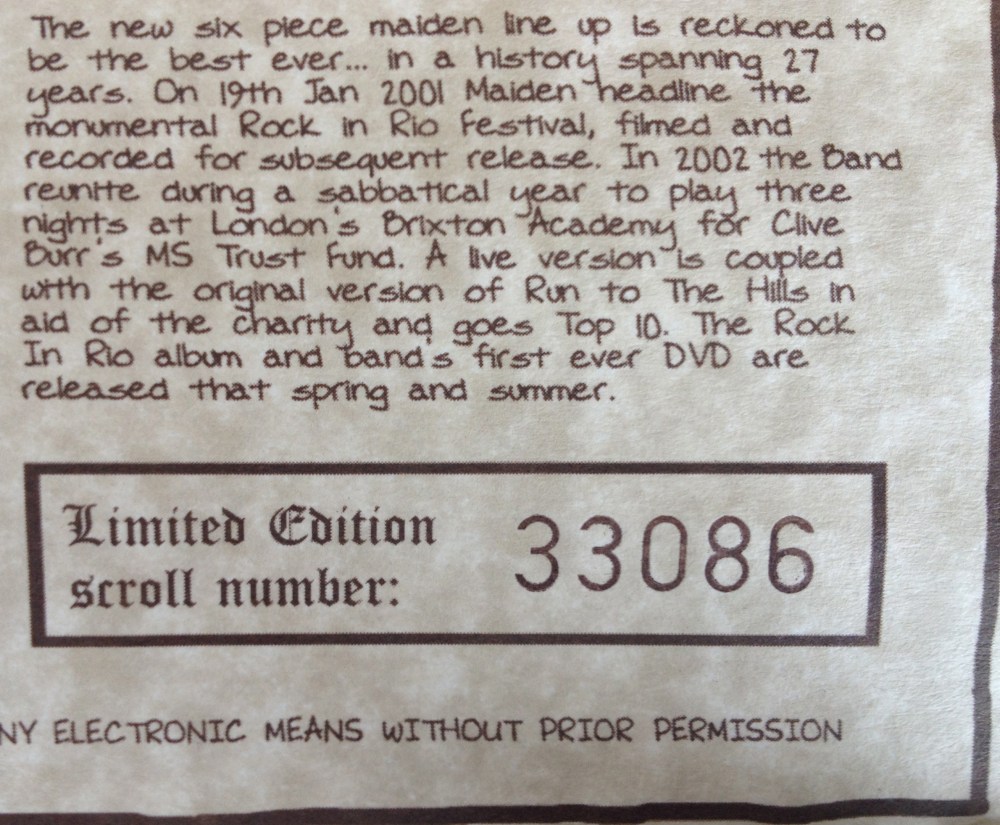 The new six piece maiden line up is reckoned to
be the best ever... in a history spanning 27
years. On 19th Jan 2001 Maiden headline the
monumental Rock in Rio festival, filmed and
recorded for subsequent release. In 2002 the Band
reunite during a sabbatical year to play three
nights at London's Brixton Academy for Clive
Burr's MS Trust Fund. A live version is coupled
with the original version of Run to The Hills in
aid of the charity and goes Top 10. The Rock
In Rio album and band's first ever DVD are
released that spring and summer.
Limited Edition
scroll number: 33086
NY ELECTRONIC MEANS WITHOUT PRIOR PERMISSION